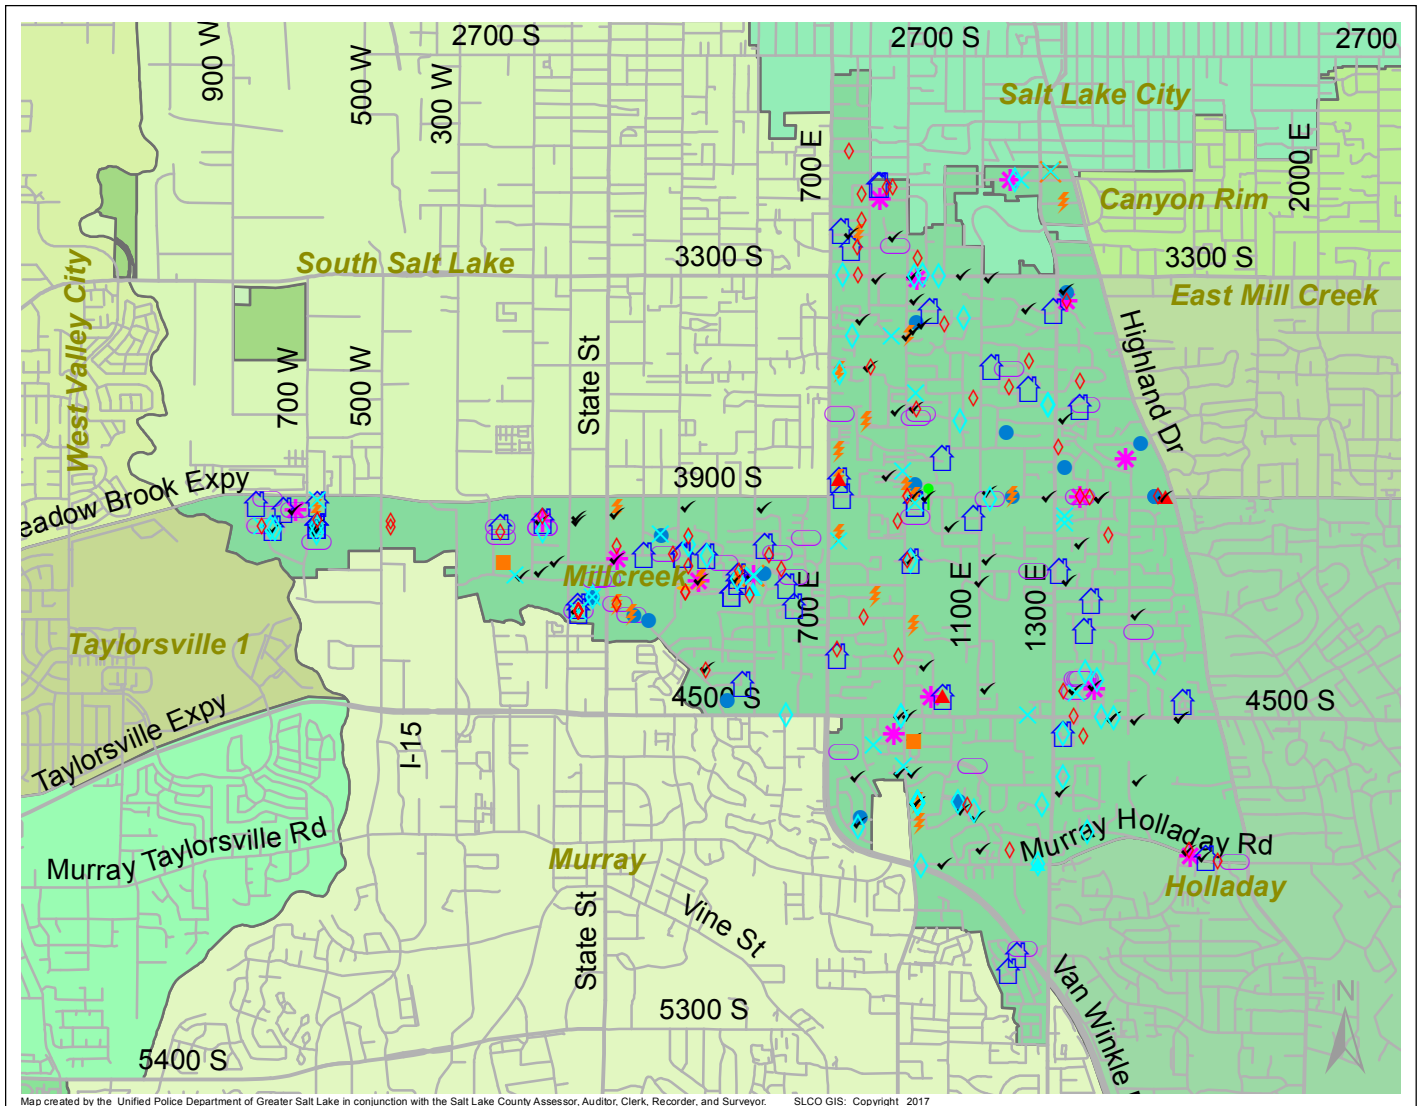 2700 S
2700 S
2700
900 W
500 W
300 W
Salt Lake City
700 E
2000 E
Canyon Rim
South Salt Lake
3300 S
3300 S
West Valley City
East Mill Creek
Highland Dr
State St
700 W
500 W
3900 S
eadow Brook Expy
Millcreek
700 E
1100 E
1300 E
Taylorsville 1
4500 S
4500 S
Taylorsville Expy
I-15
Murray Taylorsville Rd
Murray Holladay Rd
Murray
Holladay
State St
Vine St
Van Winkle
N
5300 S
5400 S
Map created by the Unified Police Department of Greater Salt Lake in conjunction with the Salt Lake County Assessor, Auditor, Clerk, Recorder, and Surveyor. SLCO GIS: Copyright 2017